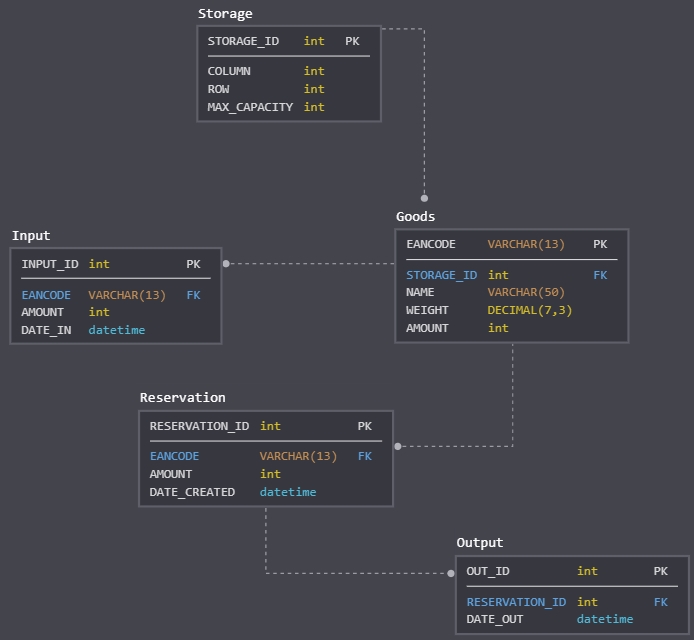 Storage
STORAGE_ID int PK
COLUMN int
ROW int
MAX_CAPACITY int
Goods
EANCODE VARCHAR(13) PK
STORAGE_ID int FK
NAME VARCHAR(50)
WEIGHT DECIMAL(7,3)
AMOUNT int
Input
INPUT_ID int PK
EANCODE VARCHAR(13) FK
AMOUNT int
DATE_IN datetime
Reservation
RESERVATION_ID int PK
EANCODE VARCHAR(13) FK
AMOUNT int
DATE_CREATED datetime
Output
OUT_ID int PK
RESERVATION_ID int FK
DATE_OUT datetime